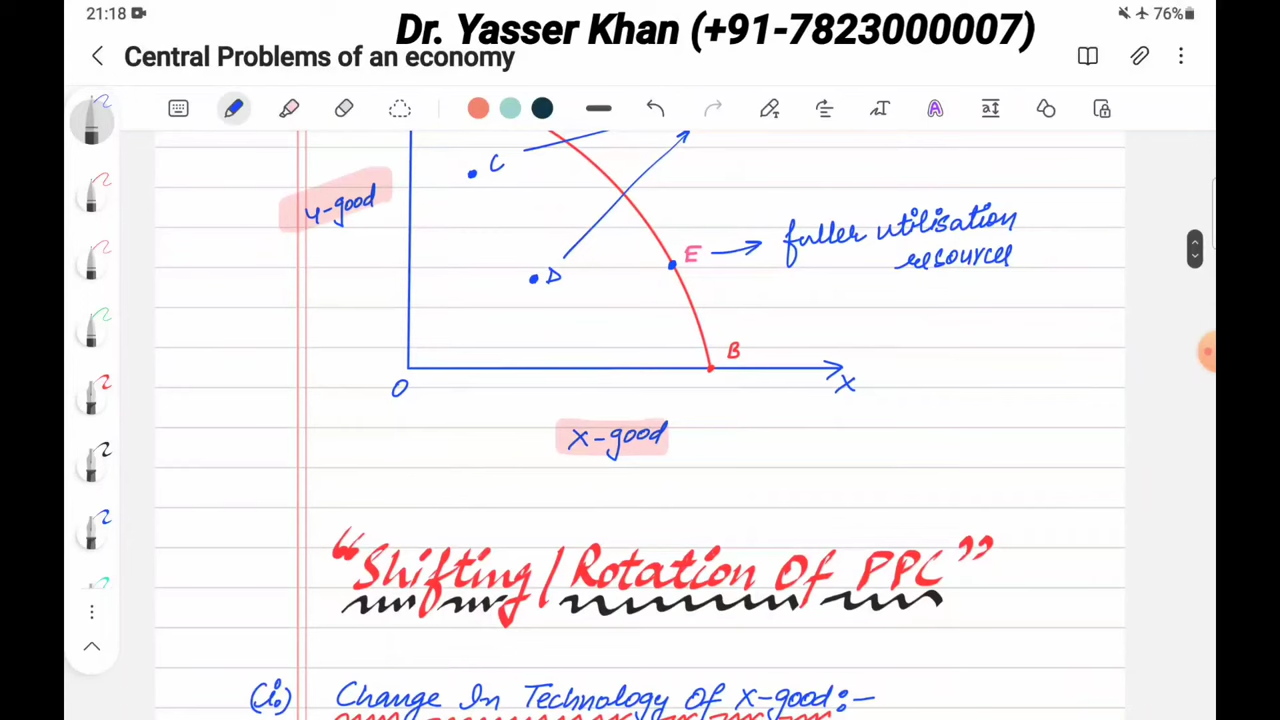 21:18
76%
Dr. Yasser Khan (+91-7823000007)
Central Problems of an economy
C
y-good
D
E
fuller utilisation
resources
B
O
X
x-good
"Shifting/Rotation Of PPC"
(i) Change In Technology Of x-good:-